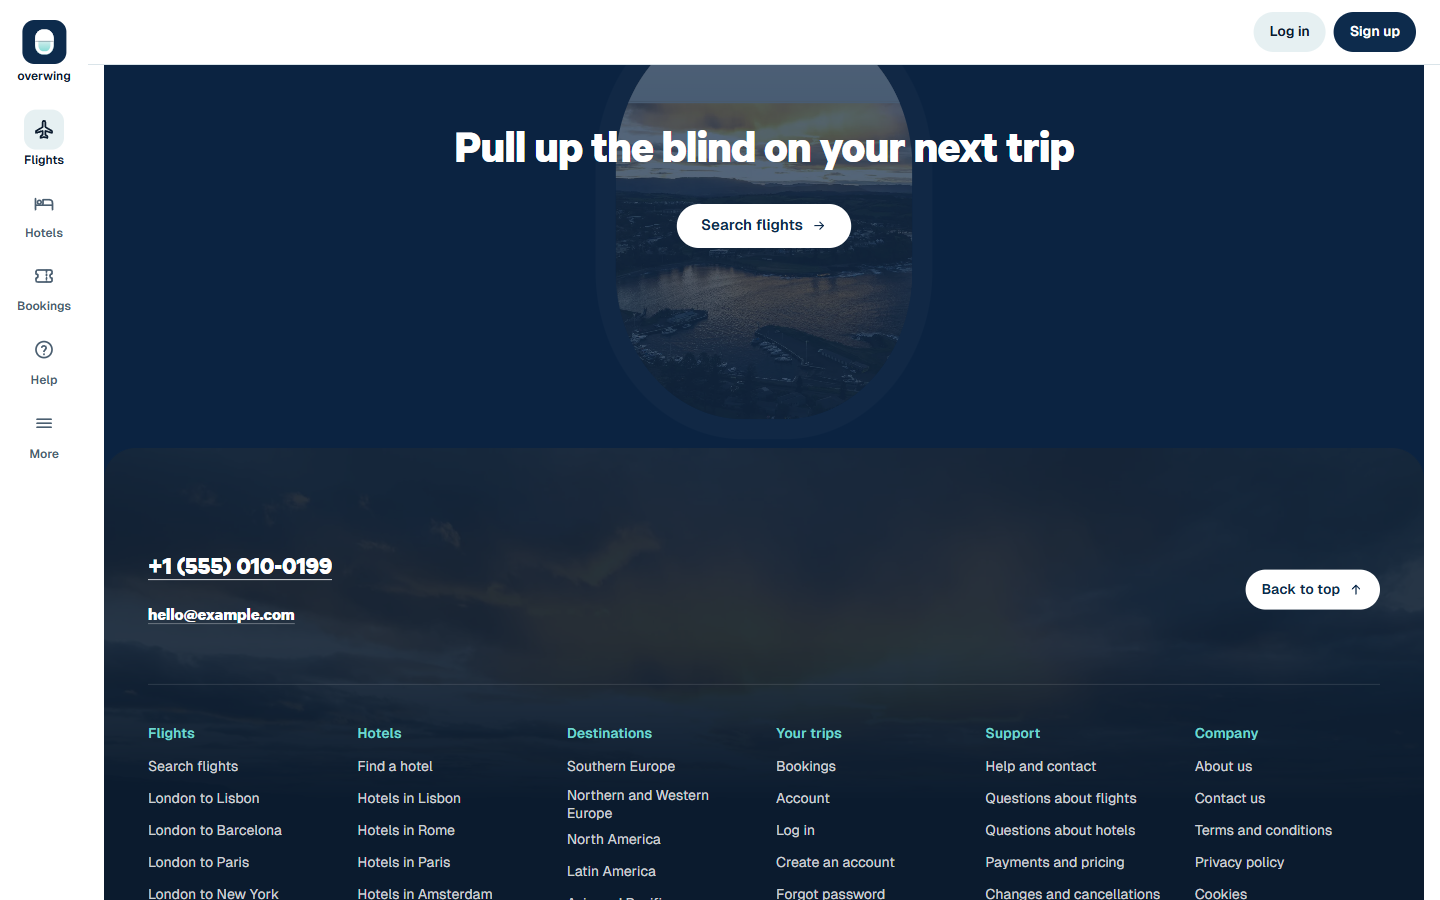 Log in
Sign up
overwing
Flights
Hotels
Bookings
Help
More
Pull up the blind on your next trip
Search flights →
+1 (555) 010-0199
hello@example.com
Back to top ↑
Flights
Search flights
London to Lisbon
London to Barcelona
London to Paris
London to New York
Hotels
Find a hotel
Hotels in Lisbon
Hotels in Rome
Hotels in Paris
Hotels in Amsterdam
Destinations
Southern Europe
Northern and Western
Europe
North America
Latin America
Your trips
Bookings
Account
Log in
Create an account
Forgot password
Support
Help and contact
Questions about flights
Questions about hotels
Payments and pricing
Changes and cancellations
Company
About us
Contact us
Terms and conditions
Privacy policy
Cookies